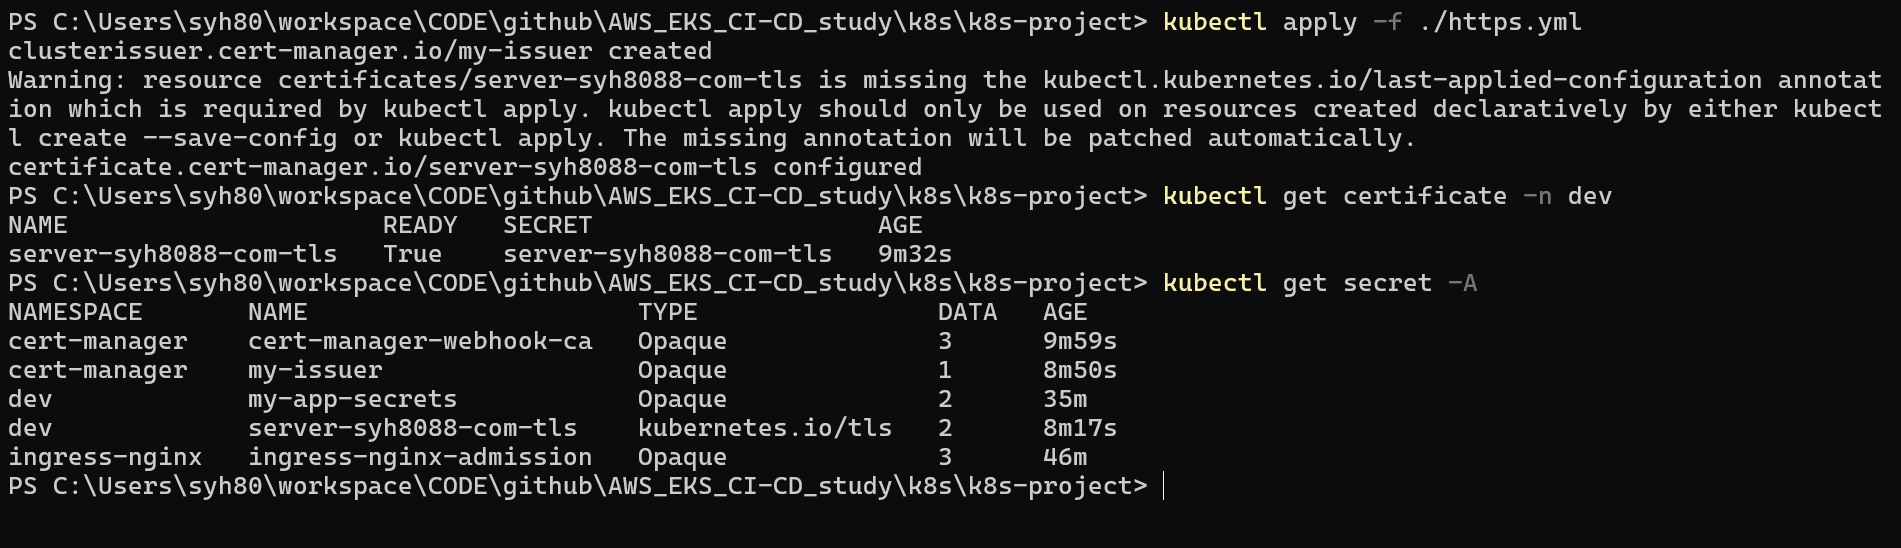 PS C:\Users\syh80\workspace\CODE\github\AWS_EKS_CI-CD_study\k8s\k8s-project> kubectl apply -f ./https.yml
clusterissuer.cert-manager.io/my-issuer created
Warning: resource certificates/server-syh8088-com-tls is missing the kubectl.kubernetes.io/last-applied-configuration annotat
ion which is required by kubectl apply. kubectl apply should only be used on resources created declaratively by either kubect
l create --save-config or kubectl apply. The missing annotation will be patched automatically.
certificate.cert-manager.io/server-syh8088-com-tls configured
PS C:\Users\syh80\workspace\CODE\github\AWS_EKS_CI-CD_study\k8s\k8s-project> kubectl get certificate -n dev
NAME                     READY   SECRET                   AGE
server-syh8088-com-tls   True    server-syh8088-com-tls   9m32s
PS C:\Users\syh80\workspace\CODE\github\AWS_EKS_CI-CD_study\k8s\k8s-project> kubectl get secret -A
NAMESPACE       NAME                      TYPE                DATA   AGE
cert-manager    cert-manager-webhook-ca   Opaque              3      9m59s
cert-manager    my-issuer                 Opaque              1      8m50s
dev             my-app-secrets            Opaque              2      35m
dev             server-syh8088-com-tls    kubernetes.io/tls   2      8m17s
ingress-nginx   ingress-nginx-admission   Opaque              3      46m
PS C:\Users\syh80\workspace\CODE\github\AWS_EKS_CI-CD_study\k8s\k8s-project>